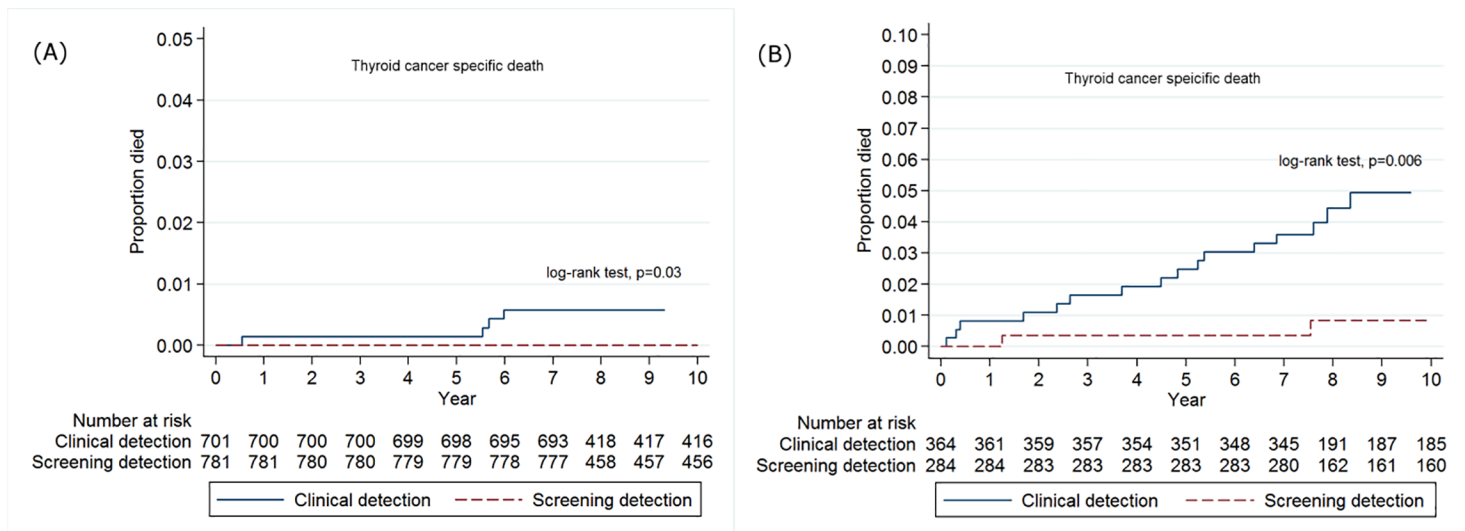 (A)
Thyroid cancer specific death
log-rank test, p=0.03
Proportion died
0.05
0.04
0.03
0.02
0.01
0.00
0 1 2 3 4 5 6 7 8 9 10
Year
Number at risk
Clinical detection 701 700 700 700 699 698 695 693 418 417 416
Screening detection 781 781 780 780 779 779 778 777 458 457 456
Clinical detection Screening detection
(B)
Thyroid cancer speicific death
log-rank test, p=0.006
Proportion died
0.10
0.09
0.08
0.07
0.06
0.05
0.04
0.03
0.02
0.01
0.00
0 1 2 3 4 5 6 7 8 9 10
Year
Number at risk
Clinical detection 364 361 359 357 354 351 348 345 191 187 185
Screening detection 284 284 283 283 283 283 283 280 162 161 160
Clinical detection Screening detection